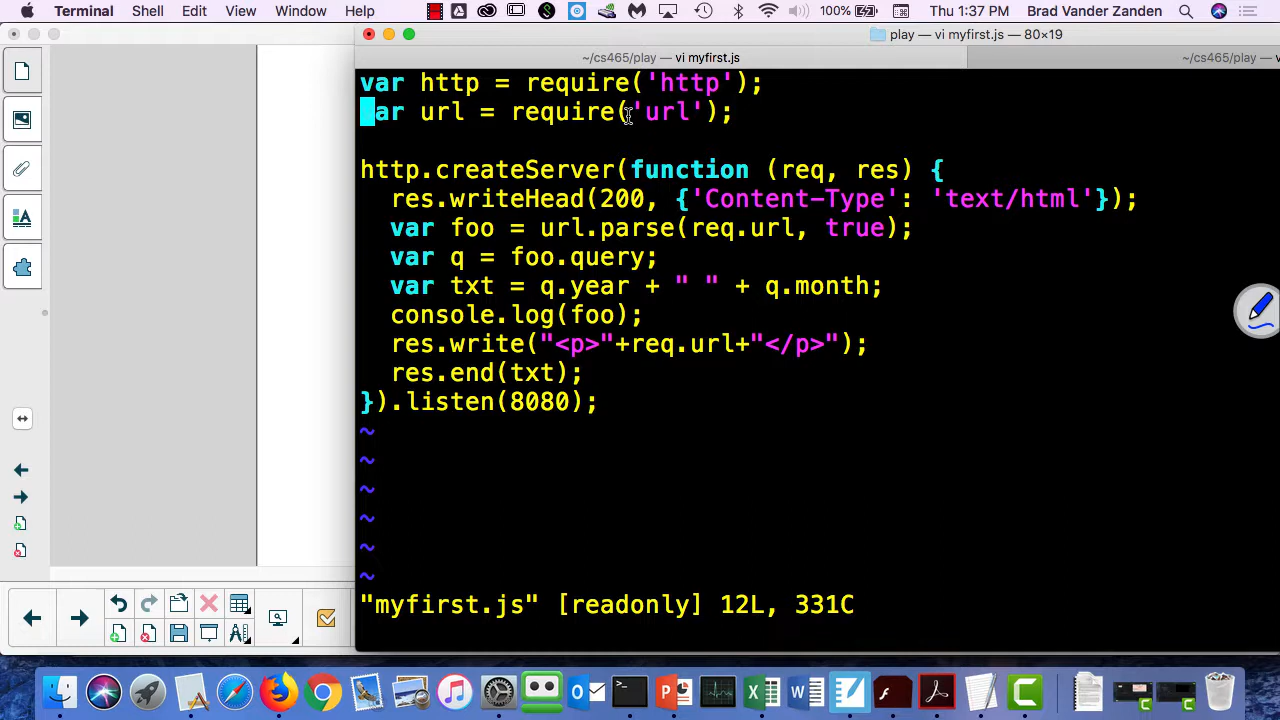 Terminal Shell Edit View Window Help 100% Thu 1:37 PM Brad Vander Zanden
play — vi myfirst.js — 80×19
~/cs465/play — vi myfirst.js ~/cs465/play — v
var http = require('http');
var url = require('url');
http.createServer(function (req, res) {
res.writeHead(200, {'Content-Type': 'text/html'});
var foo = url.parse(req.url, true);
var q = foo.query;
var txt = q.year + " " + q.month;
console.log(foo);
res.write("<p>"+req.url+"</p>");
res.end(txt);
}).listen(8080);
~
~
~
~
~
~
"myfirst.js" [readonly] 12L, 331C